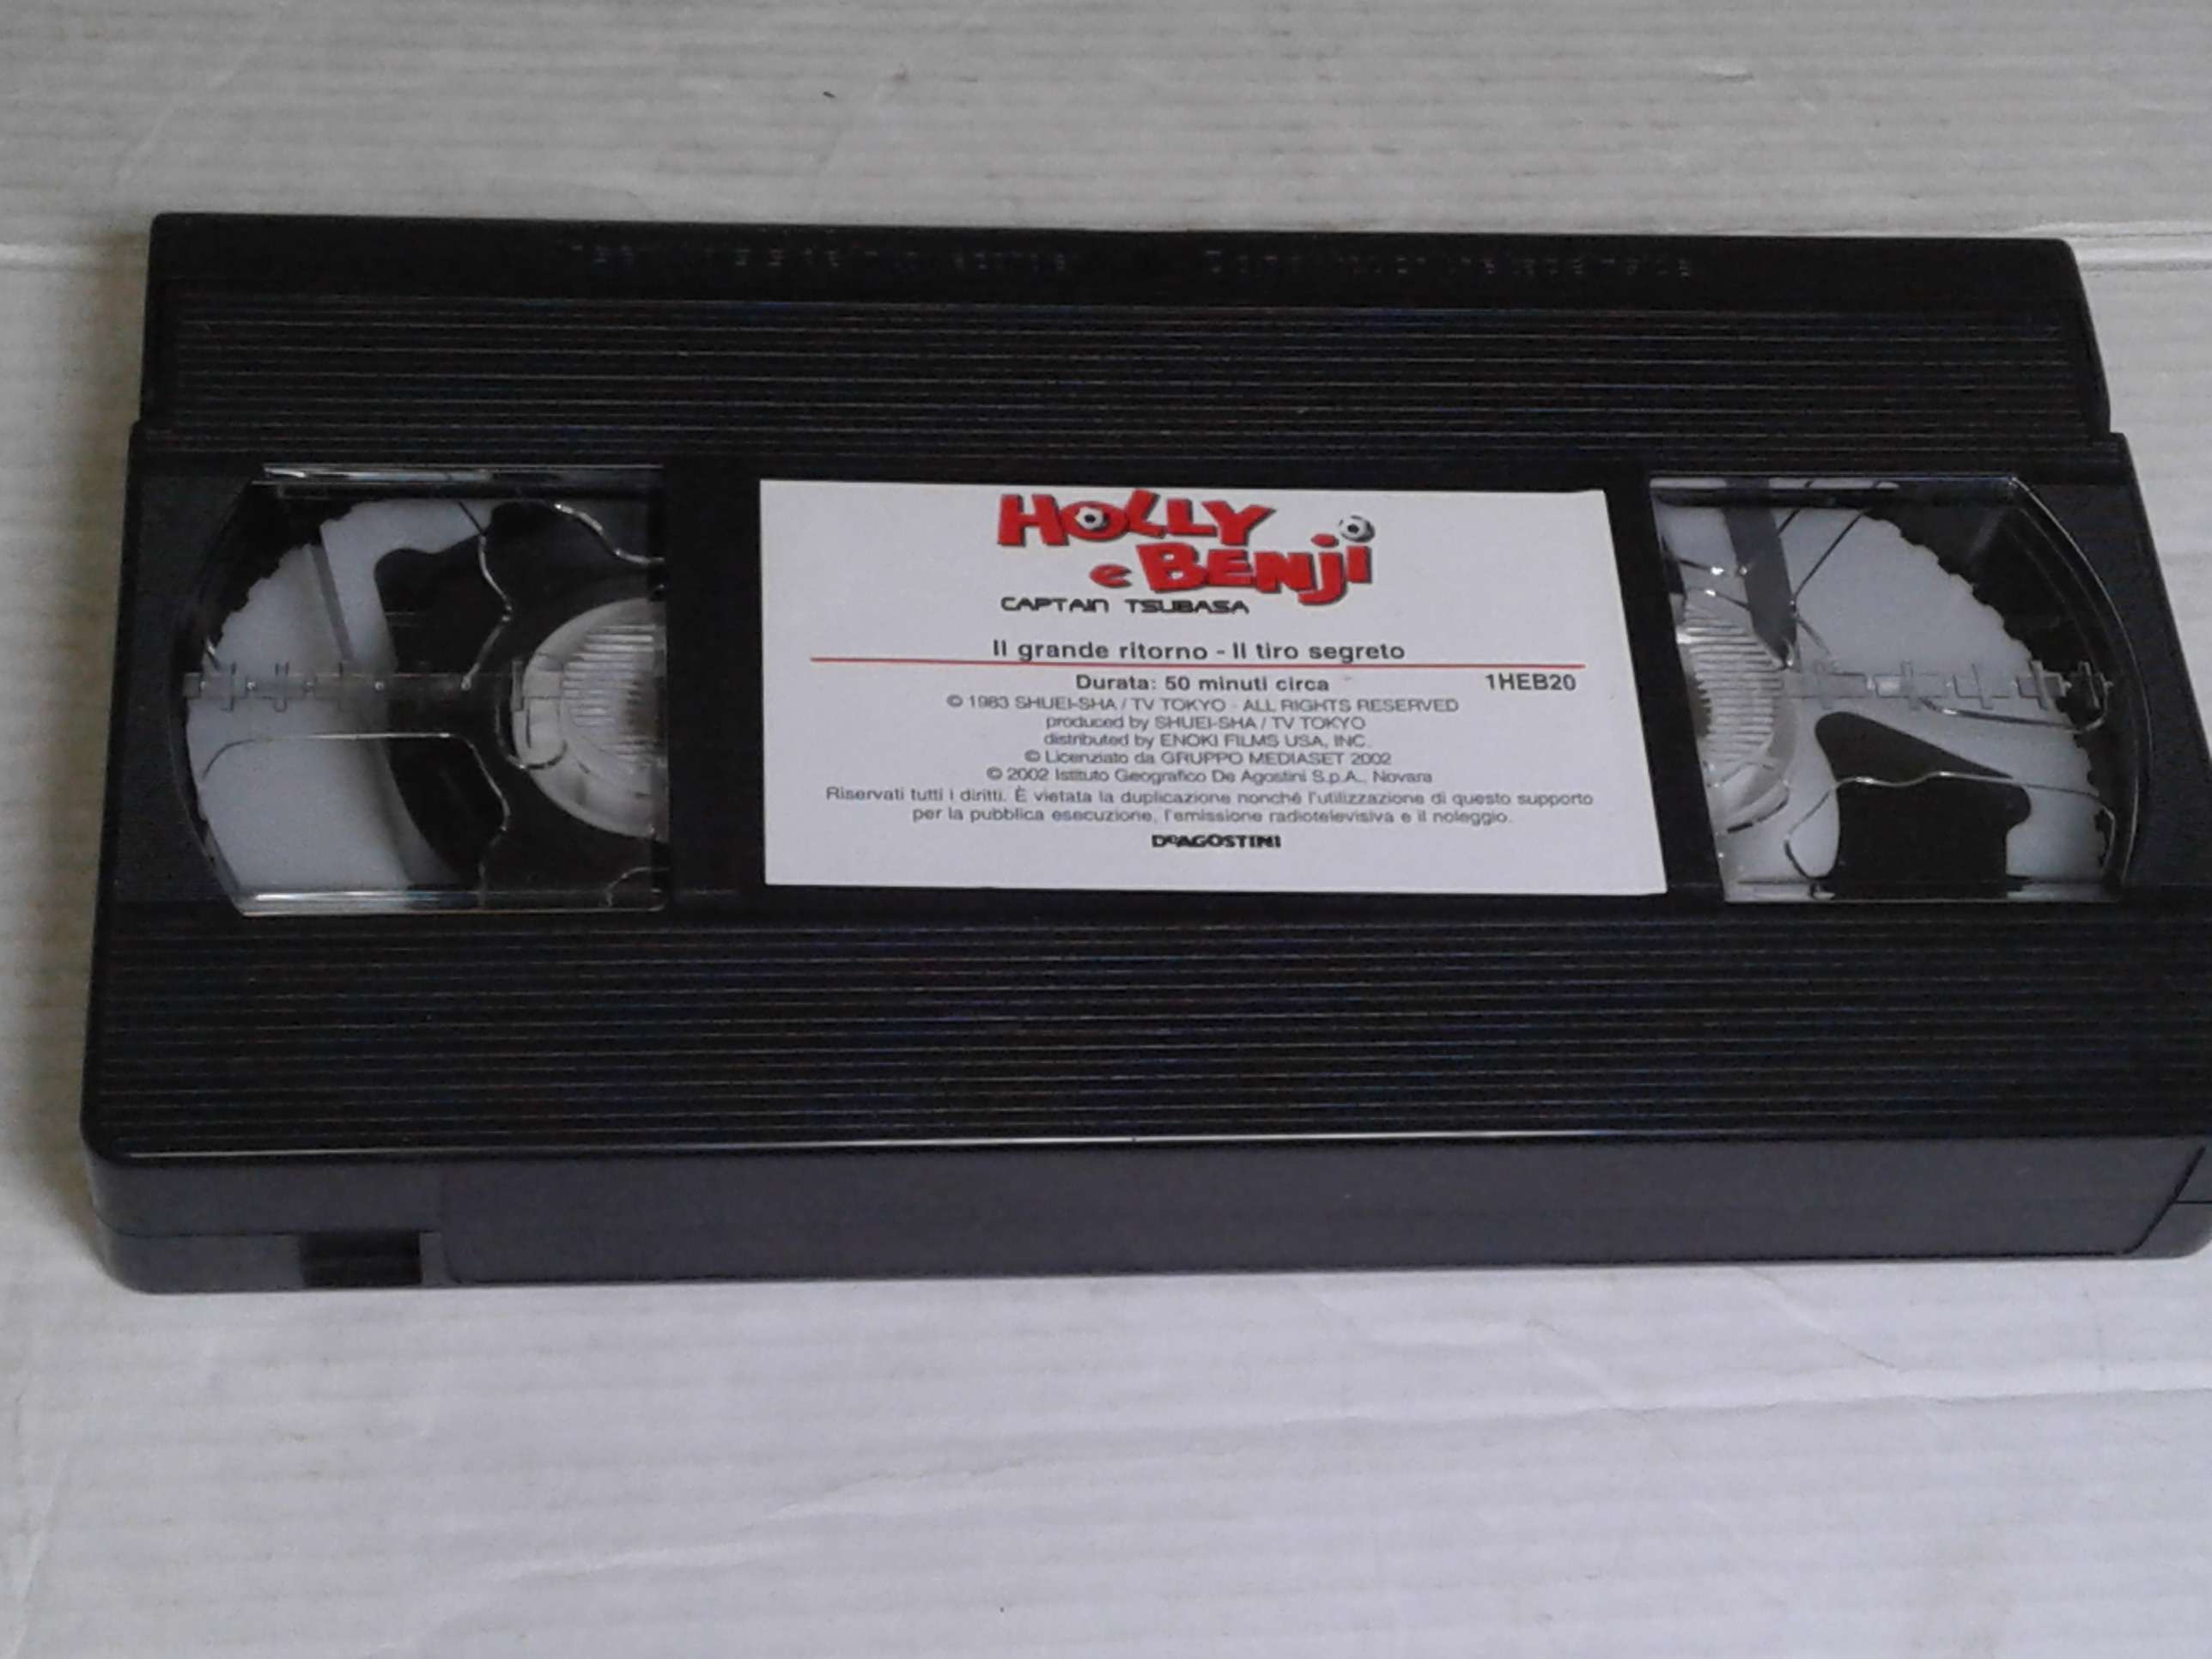 HOLLY
e BENJI
CAPTAIN TSUBASA
Il grande ritorno - Il tiro segreto
Durata: 50 minuti circa 1HEB20
© 1983 SHUEI-SHA / TV TOKYO - ALL RIGHTS RESERVED
produced by SHUEI-SHA / TV TOKYO
distributed by ENOKI FILMS USA, INC.
© Licenziato da GRUPPO MEDIASET 2002
© 2002 Istituto Geografico De Agostini S.p.A., Novara
Riservati tutti i diritti. È vietata la duplicazione nonché l'utilizzazione di questo supporto
per la pubblica esecuzione, l'emissione radiotelevisiva e il noleggio.
DeAGOSTINI